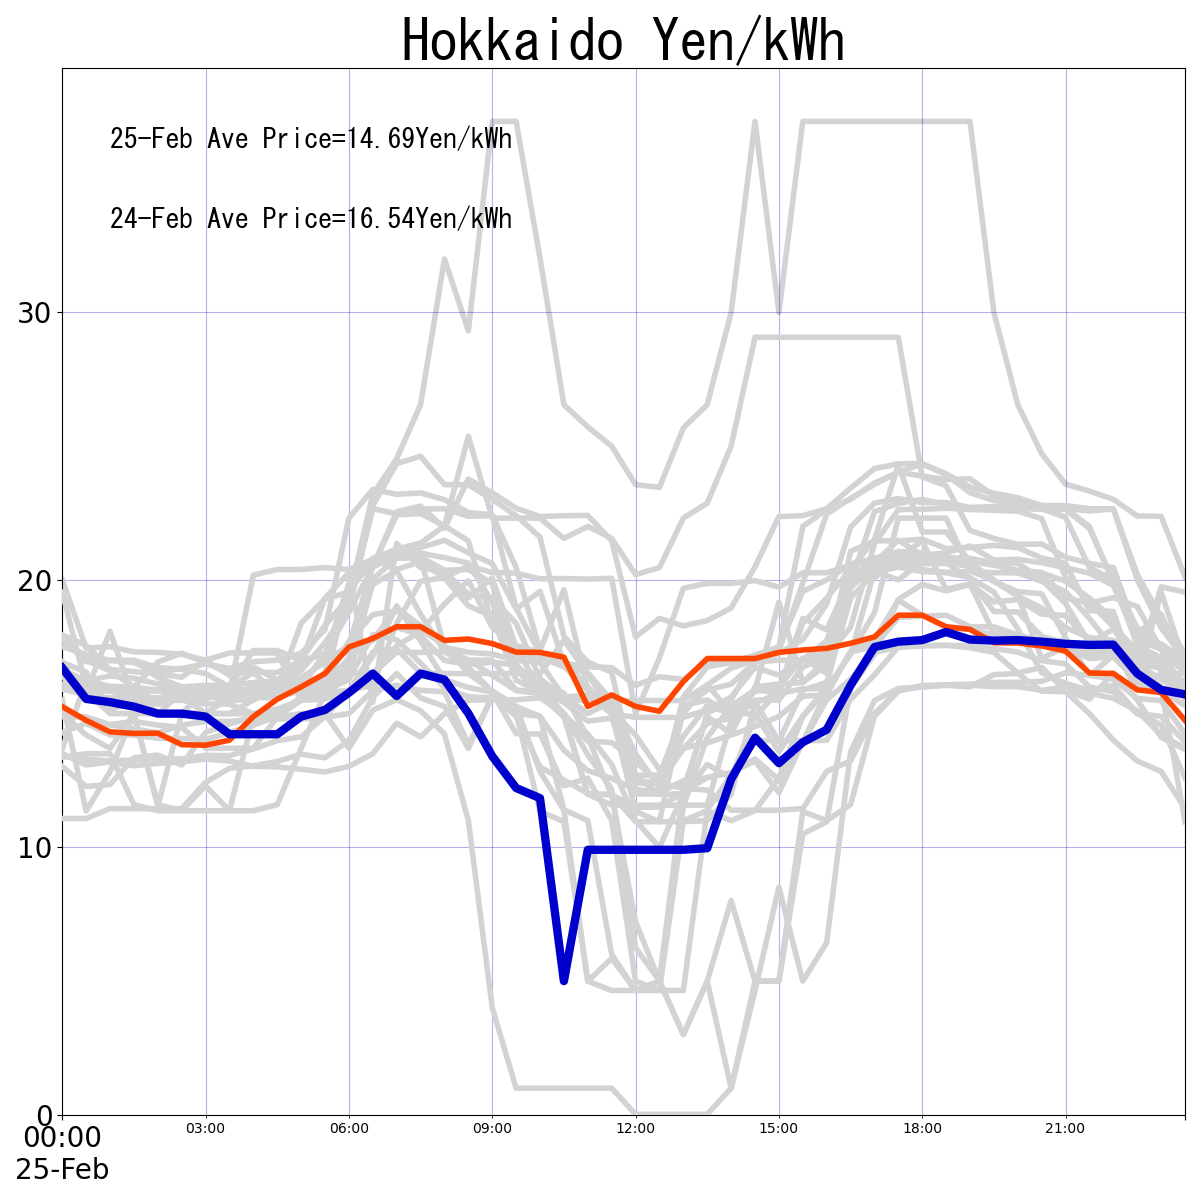 Hokkaido Yen/kWh
25-Feb Ave Price=14.69Yen/kWh
24-Feb Ave Price=16.54Yen/kWh
30
20
10
0
00:00 03:00 06:00 09:00 12:00 15:00 18:00 21:00
25-Feb